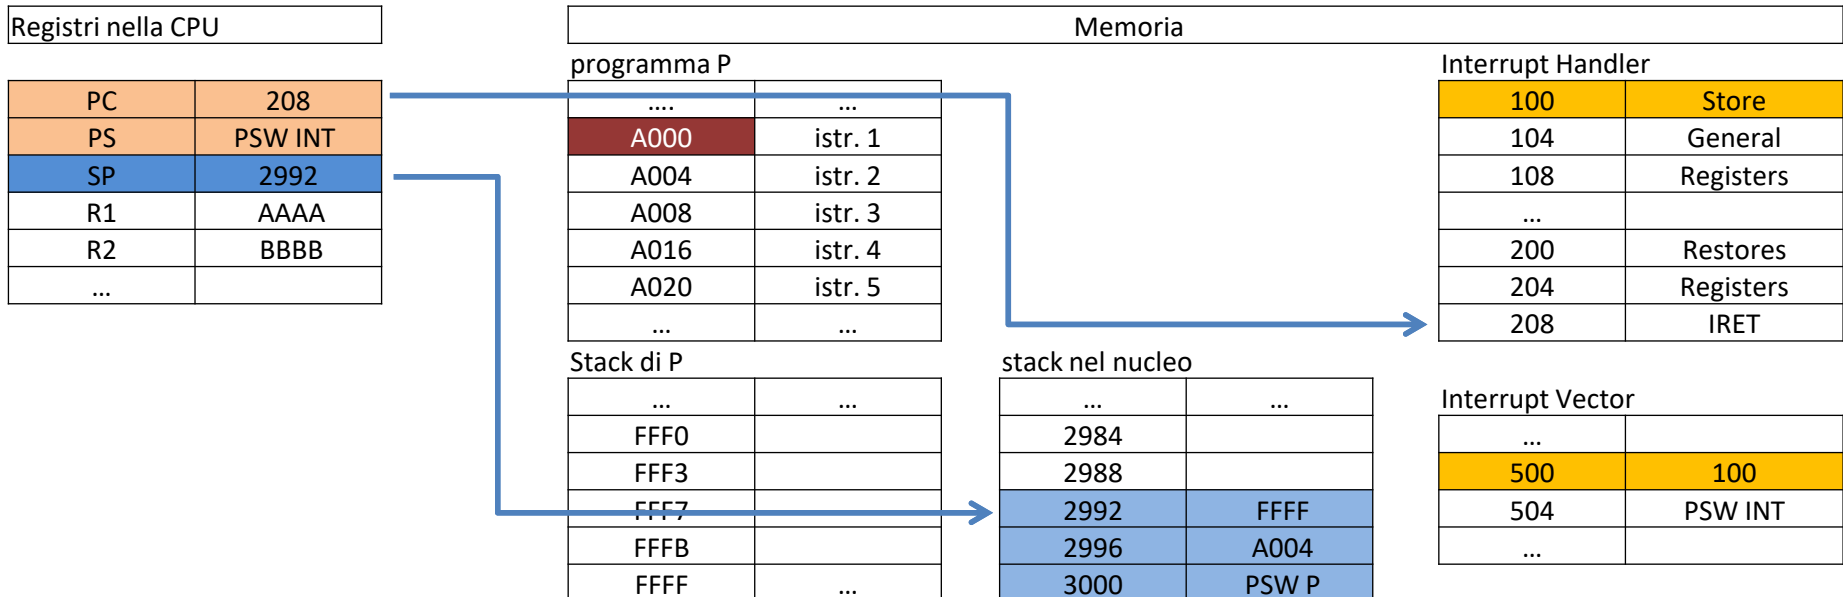 Registri nella CPU
Memoria
programma P
Interrupt Handler
PC 208
PS PSW INT
SP 2992
R1 AAAA
R2 BBBB
...
.... ...
A000 istr. 1
A004 istr. 2
A008 istr. 3
A016 istr. 4
A020 istr. 5
... ...
100 Store
104 General
108 Registers
...
200 Restores
204 Registers
208 IRET
Stack di P
... ...
FFF0
FFF3
FFF7
FFFB
FFFF ...
stack nel nucleo
... ...
2984
2988
2992 FFFF
2996 A004
3000 PSW P
Interrupt Vector
...
500 100
504 PSW INT
...